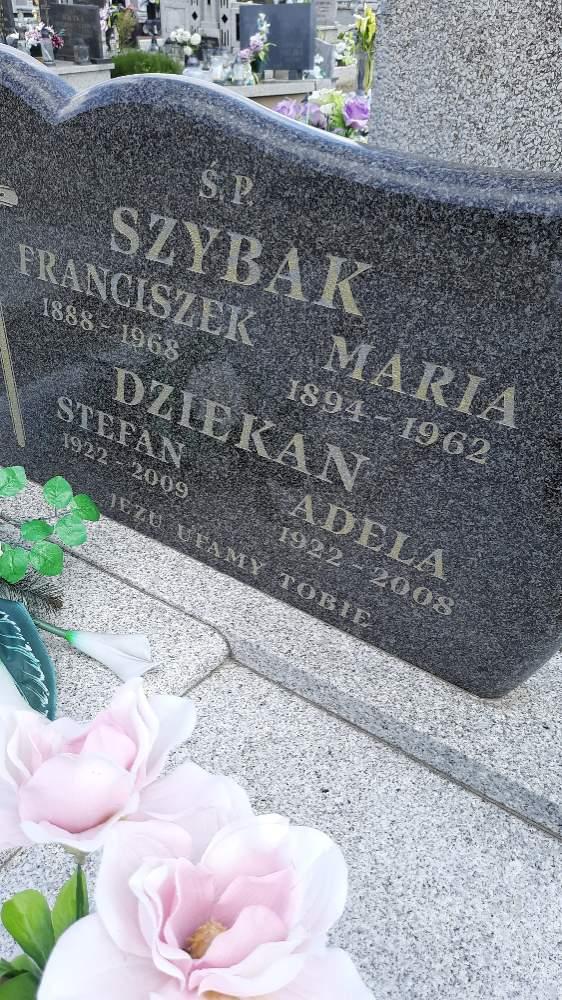 Ś.P.
SZYBAK
FRANCISZEK MARIA
1888 - 1968 1894 - 1962
DZIEKAN
STEFAN ADELA
1922 - 2009 1922 - 2008
JEZU UFAMY TOBIE